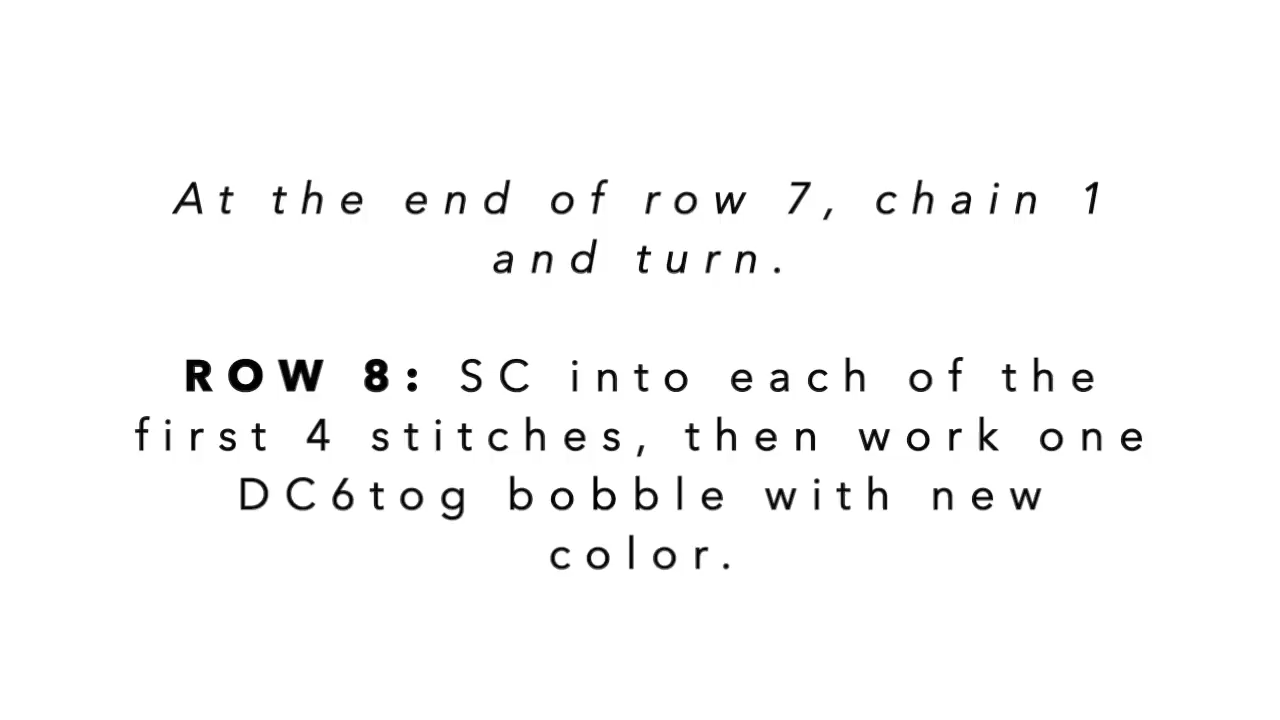 At the end of row 7, chain 1
and turn.
ROW 8: SC into each of the
first 4 stitches, then work one
DC6tog bobble with new
color.